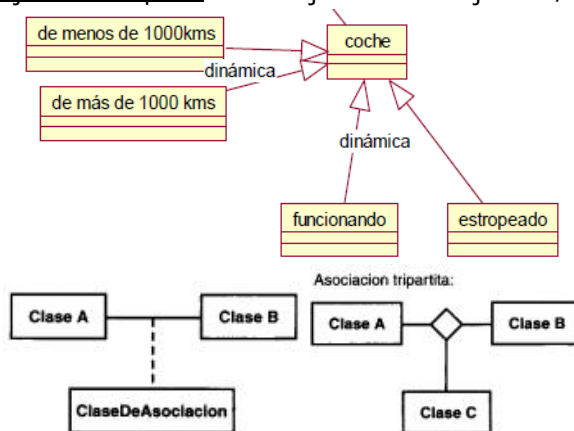 de menos de 1000kms
coche
dinámica
de más de 1000 kms
dinámica
funcionando
estropeado
Asociacion tripartita:
Clase A
Clase B
Clase A
Clase B
ClaseDeAsociacion
Clase C